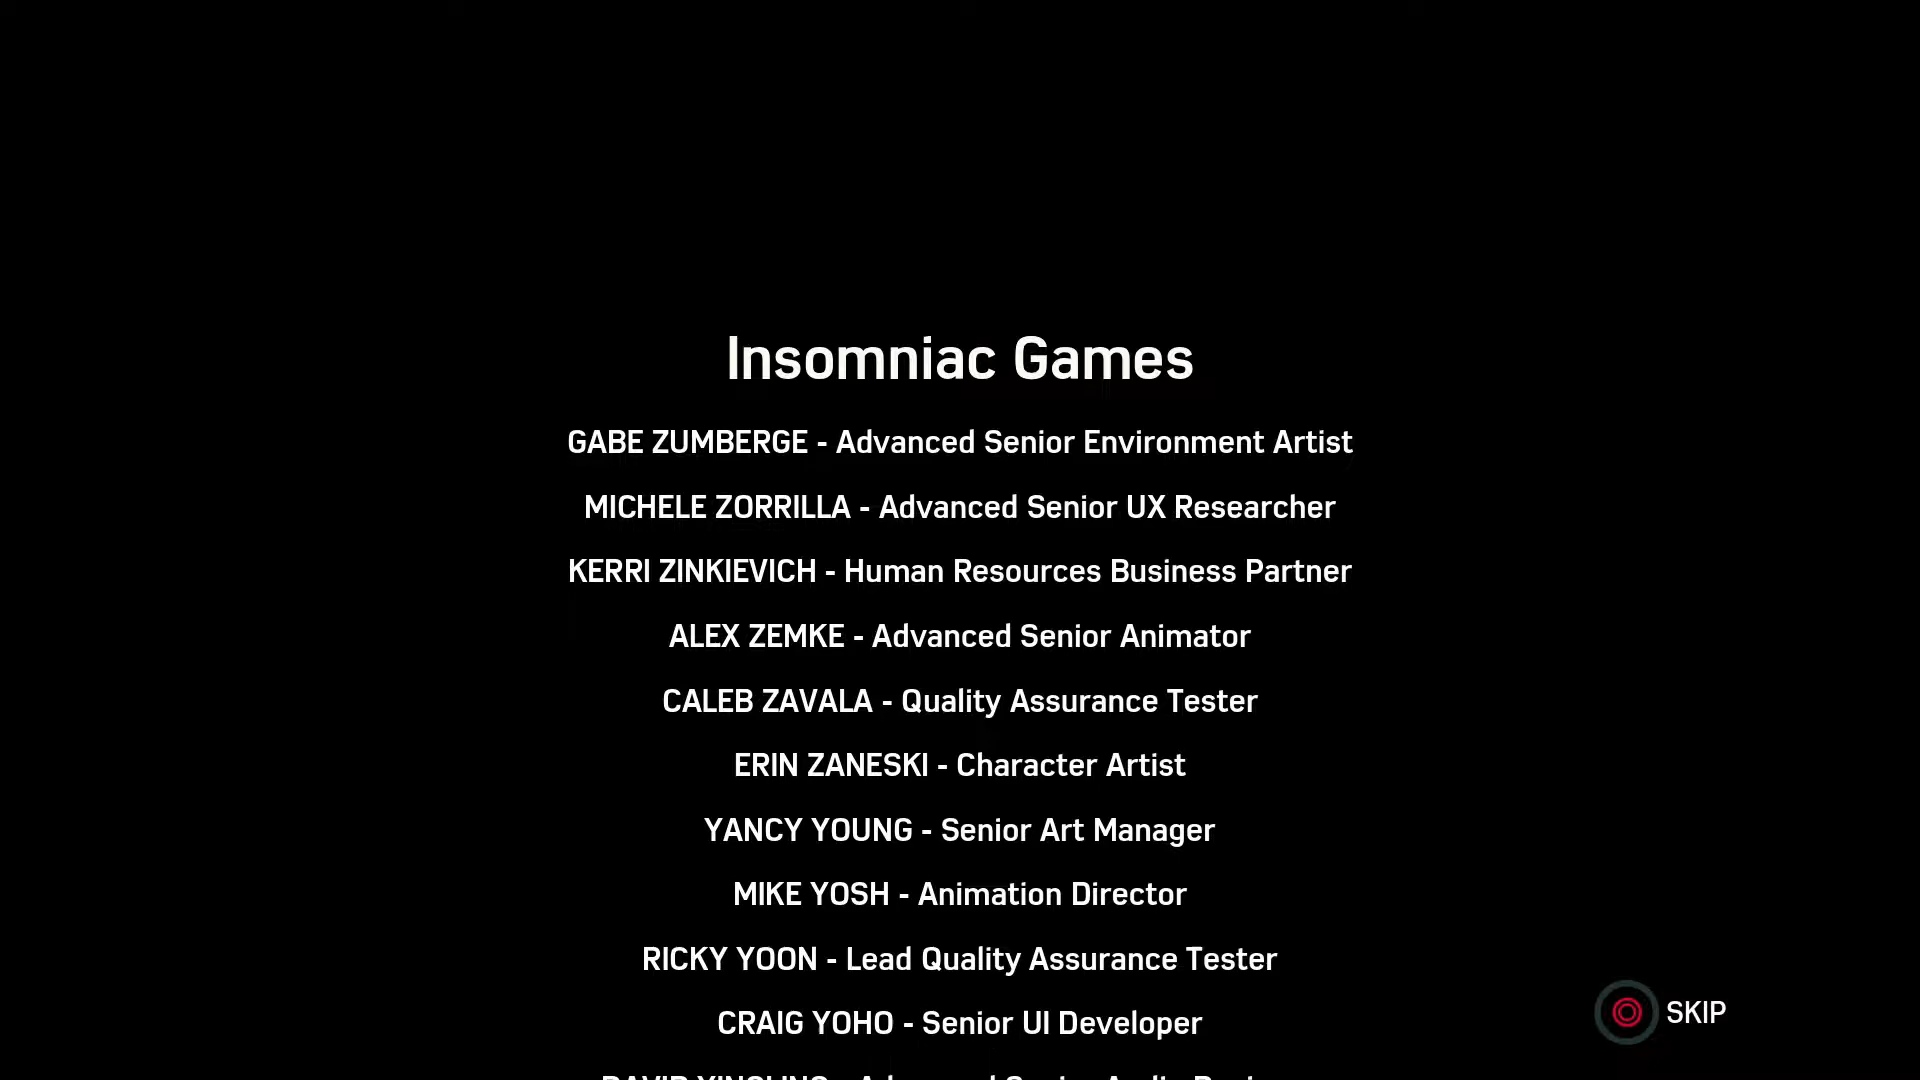 Insomniac Games
GABE ZUMBERGE - Advanced Senior Environment Artist
MICHELE ZORRILLA - Advanced Senior UX Researcher
KERRI ZINKIEVICH - Human Resources Business Partner
ALEX ZEMKE - Advanced Senior Animator
CALEB ZAVALA - Quality Assurance Tester
ERIN ZANESKI - Character Artist
YANCY YOUNG - Senior Art Manager
MIKE YOSH - Animation Director
RICKY YOON - Lead Quality Assurance Tester
CRAIG YOHO - Senior UI Developer
SKIP